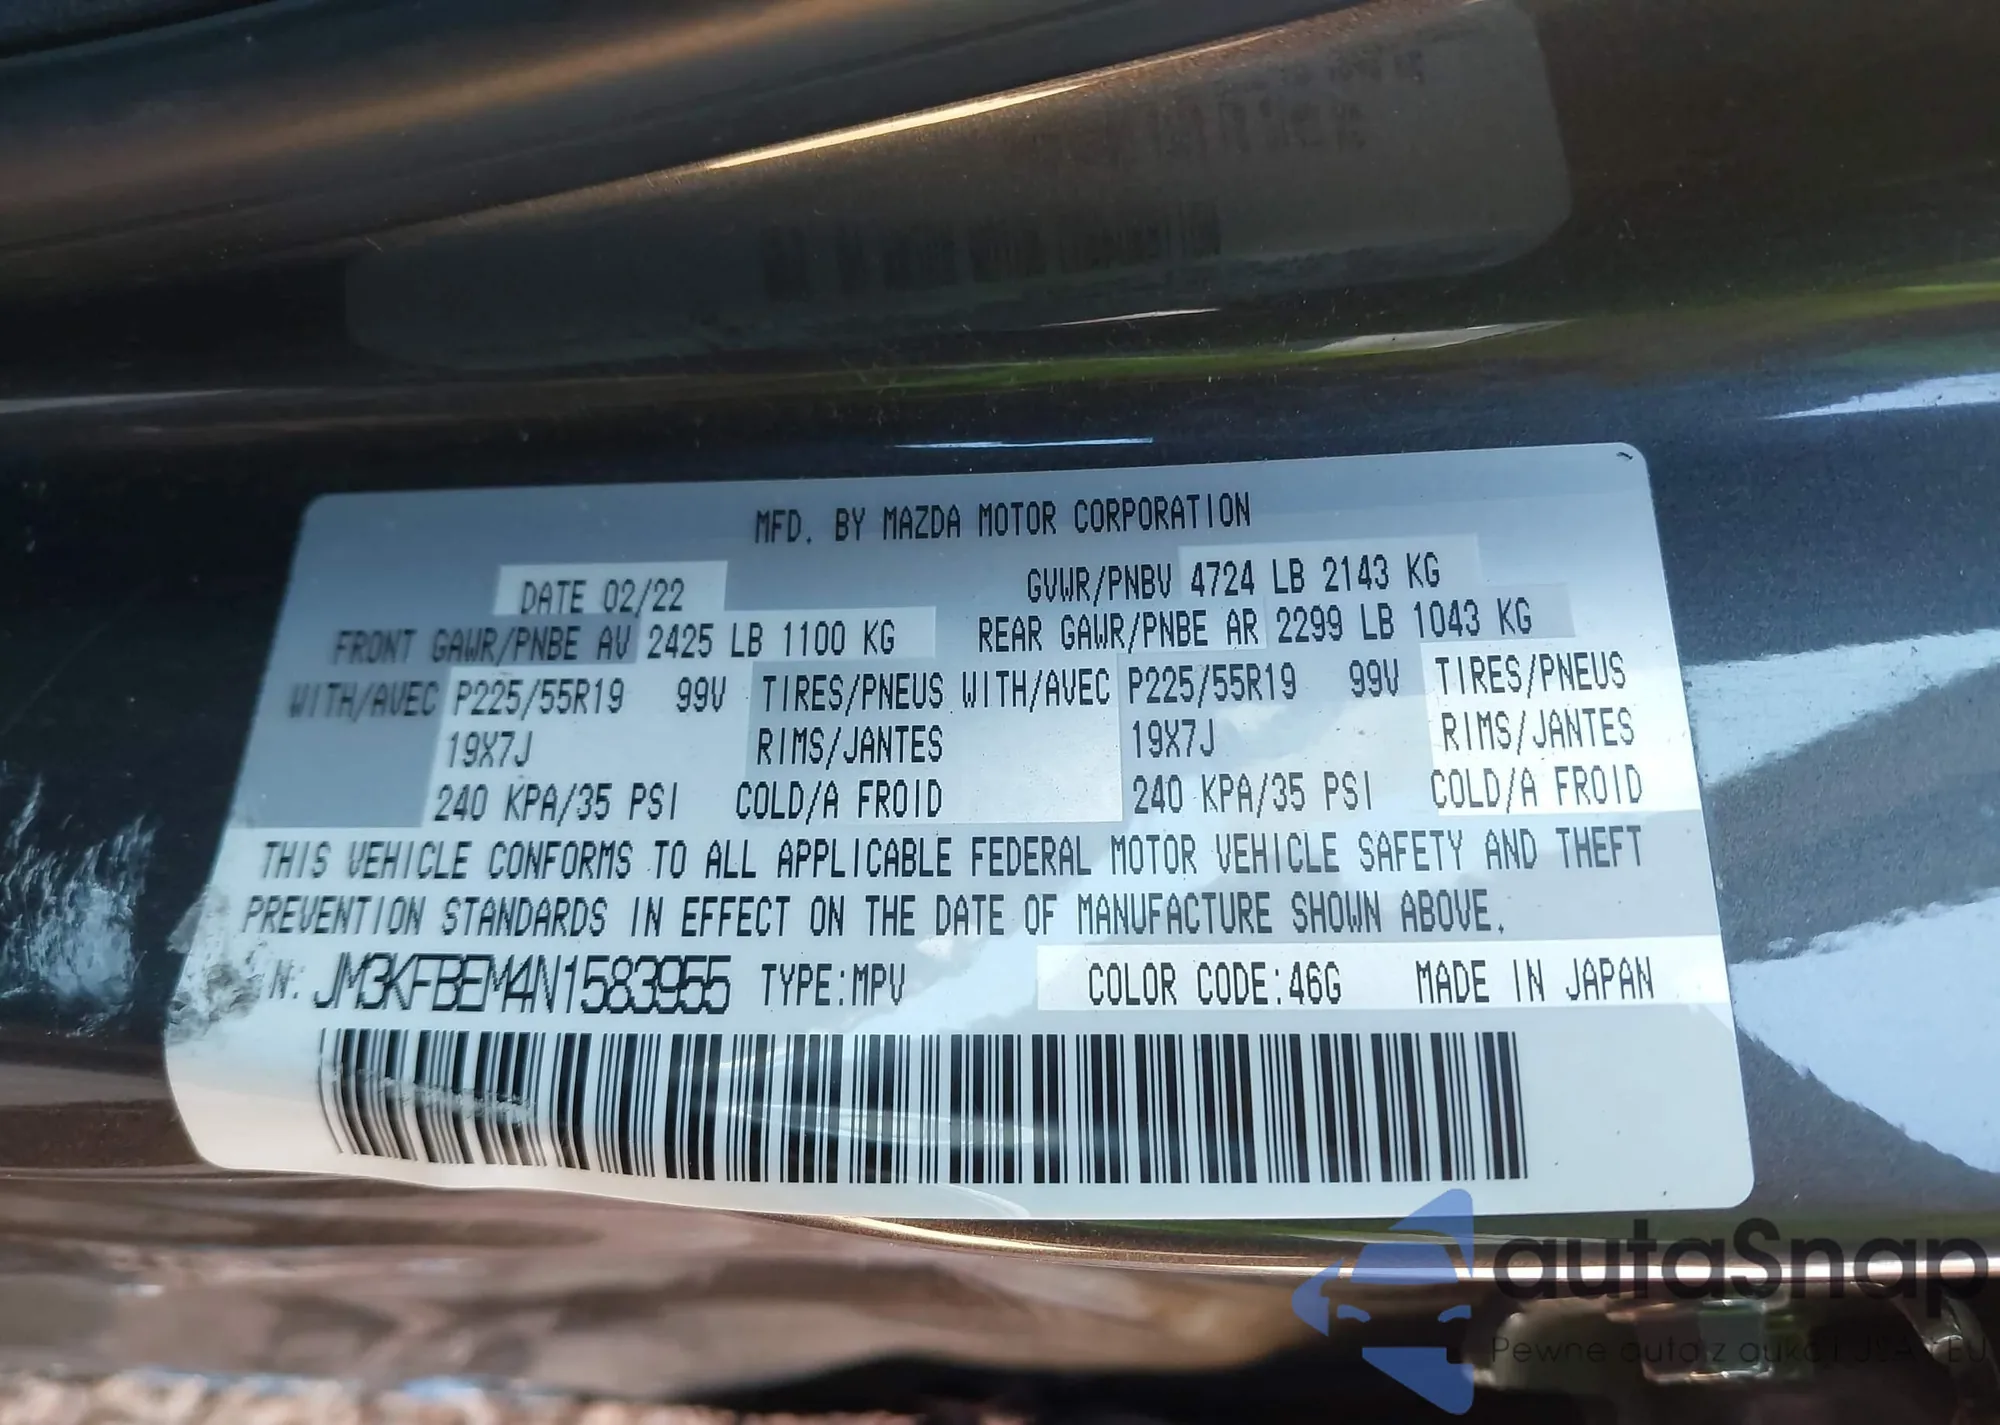 MFD. BY MAZDA MOTOR CORPORATION
DATE 02/22 GVWR/PNBV 4724 LB 2143 KG
FRONT GAWR/PNBE AV 2425 LB 1100 KG REAR GAWR/PNBE AR 2299 LB 1043 KG
WITH/AVEC P225/55R19 99V TIRES/PNEUS WITH/AVEC P225/55R19 99V TIRES/PNEUS
19X7J RIMS/JANTES 19X7J RIMS/JANTES
240 KPA/35 PSI COLD/A FROID 240 KPA/35 PSI COLD/A FROID
THIS VEHICLE CONFORMS TO ALL APPLICABLE FEDERAL MOTOR VEHICLE SAFETY AND THEFT
PREVENTION STANDARDS IN EFFECT ON THE DATE OF MANUFACTURE SHOWN ABOVE.
N: JM3KFBEM4N1583955 TYPE:MPV COLOR CODE:46G MADE IN JAPAN
autaSnap
Pewne auta z aukcji